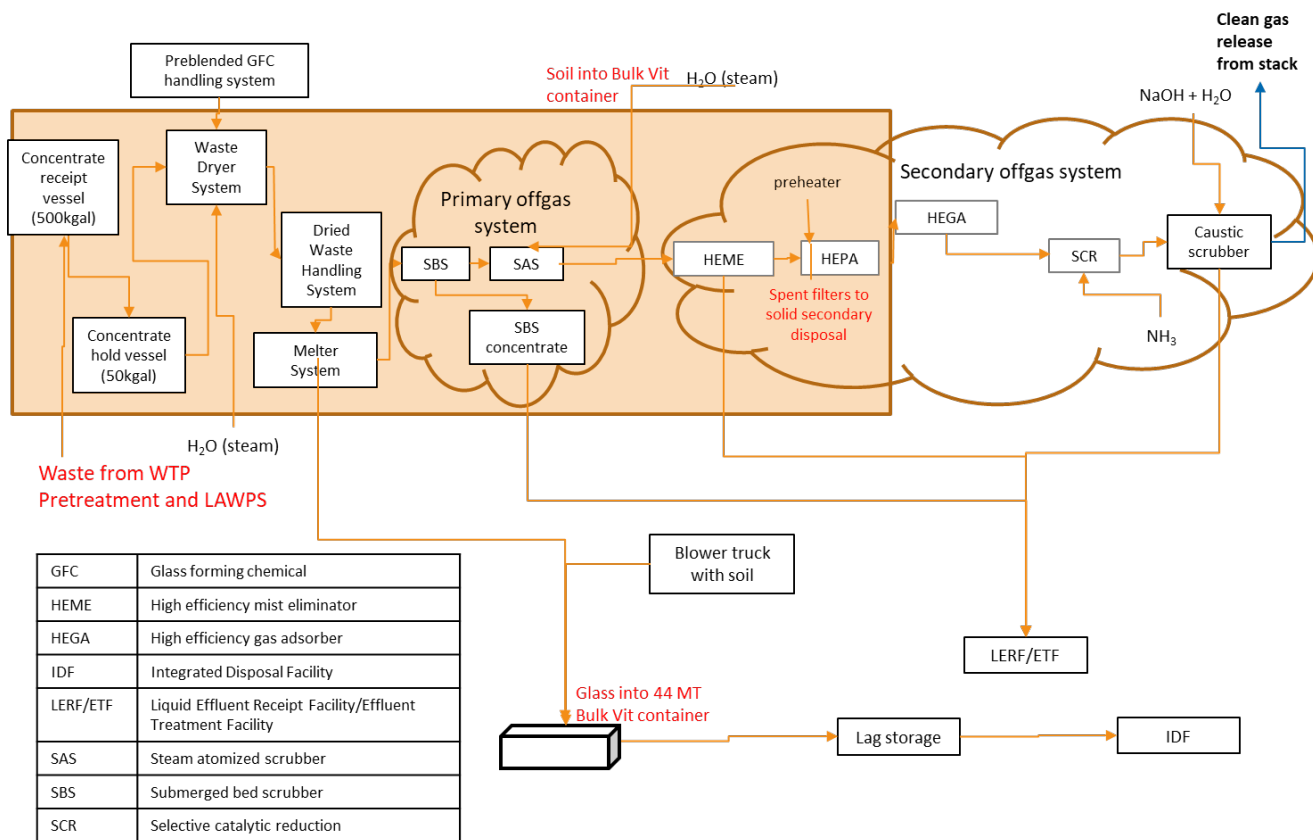 Clean gas
release
from stack
Preblended GFC
handling system
Soil into Bulk Vit
container
H₂O (steam)
NaOH + H₂O
Concentrate
receipt
vessel
(500kgal)
Waste
Dryer
System
Primary offgas
system
Secondary offgas system
preheater
Dried
Waste
Handling
System
HEGA
Caustic
scrubber
SBS
SAS
HEME
HEPA
SCR
Spent filters to
solid secondary
disposal
Concentrate
hold vessel
(50kgal)
Melter
System
SBS
concentrate
NH₃
H₂O (steam)
Waste from WTP
Pretreatment and LAWPS
Blower truck
with soil
GFC Glass forming chemical
HEME High efficiency mist eliminator
HEGA High efficiency gas adsorber
IDF Integrated Disposal Facility
LERF/ETF Liquid Effluent Receipt Facility/Effluent
Treatment Facility
SAS Steam atomized scrubber
SBS Submerged bed scrubber
SCR Selective catalytic reduction
LERF/ETF
Glass into 44 MT
Bulk Vit container
Lag storage
IDF